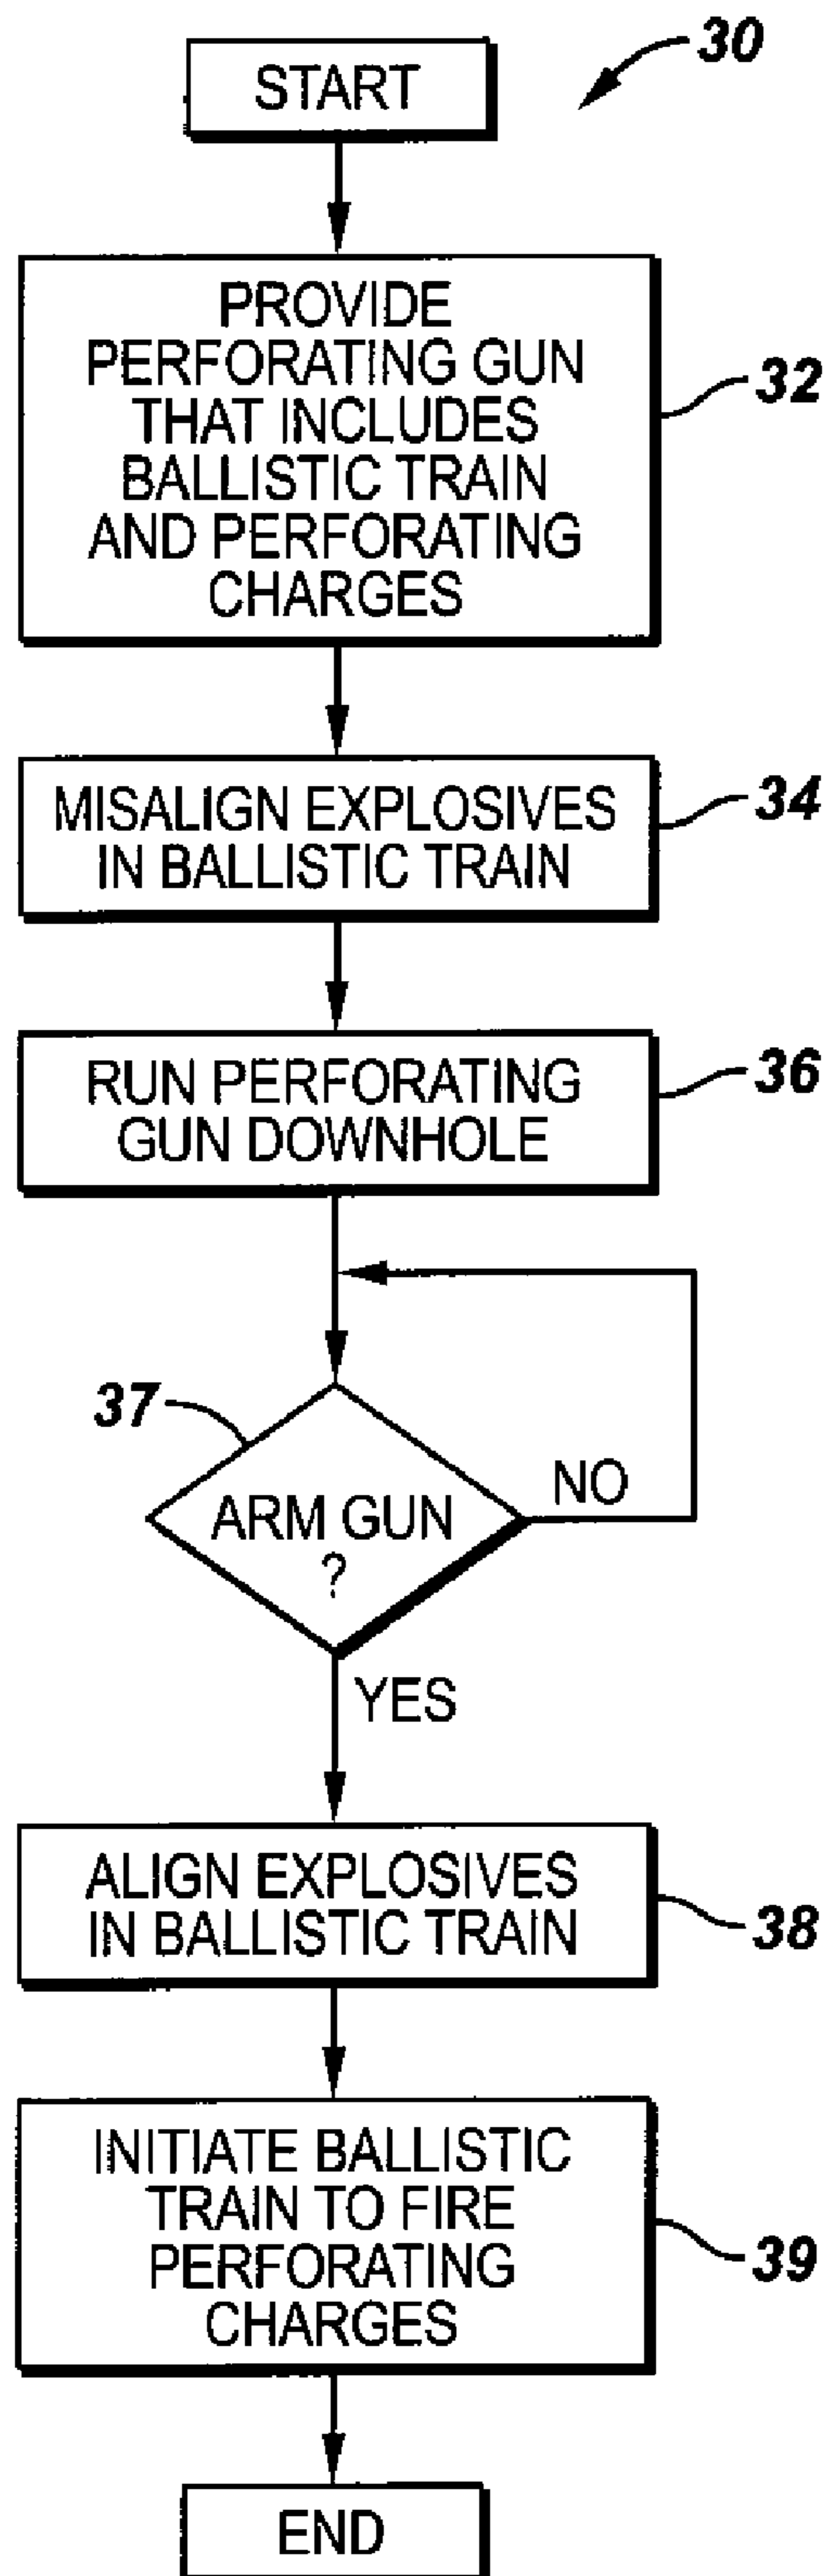 START
30
PROVIDE
PERFORATING GUN
THAT INCLUDES
BALLISTIC TRAIN
AND PERFORATING
CHARGES
32
MISALIGN EXPLOSIVES
IN BALLISTIC TRAIN
34
RUN PERFORATING
GUN DOWNHOLE
36
37
ARM GUN
?
NO
YES
ALIGN EXPLOSIVES
IN BALLISTIC TRAIN
38
INITIATE BALLISTIC
TRAIN TO FIRE
PERFORATING
CHARGES
39
END